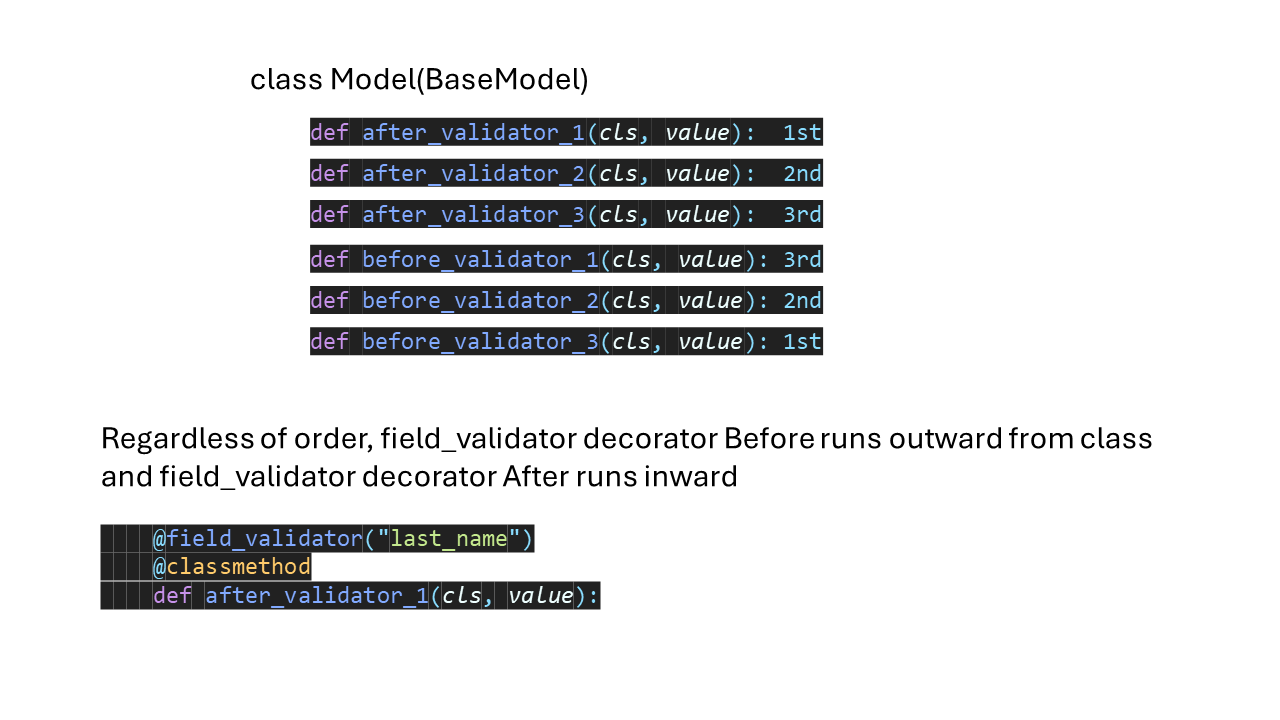 class Model(BaseModel)
def after_validator_1(cls, value): 1st
def after_validator_2(cls, value): 2nd
def after_validator_3(cls, value): 3rd
def before_validator_1(cls, value): 3rd
def before_validator_2(cls, value): 2nd
def before_validator_3(cls, value): 1st
Regardless of order, field_validator decorator Before runs outward from class
and field_validator decorator After runs inward
@field_validator("last_name")
@classmethod
def after_validator_1(cls, value):